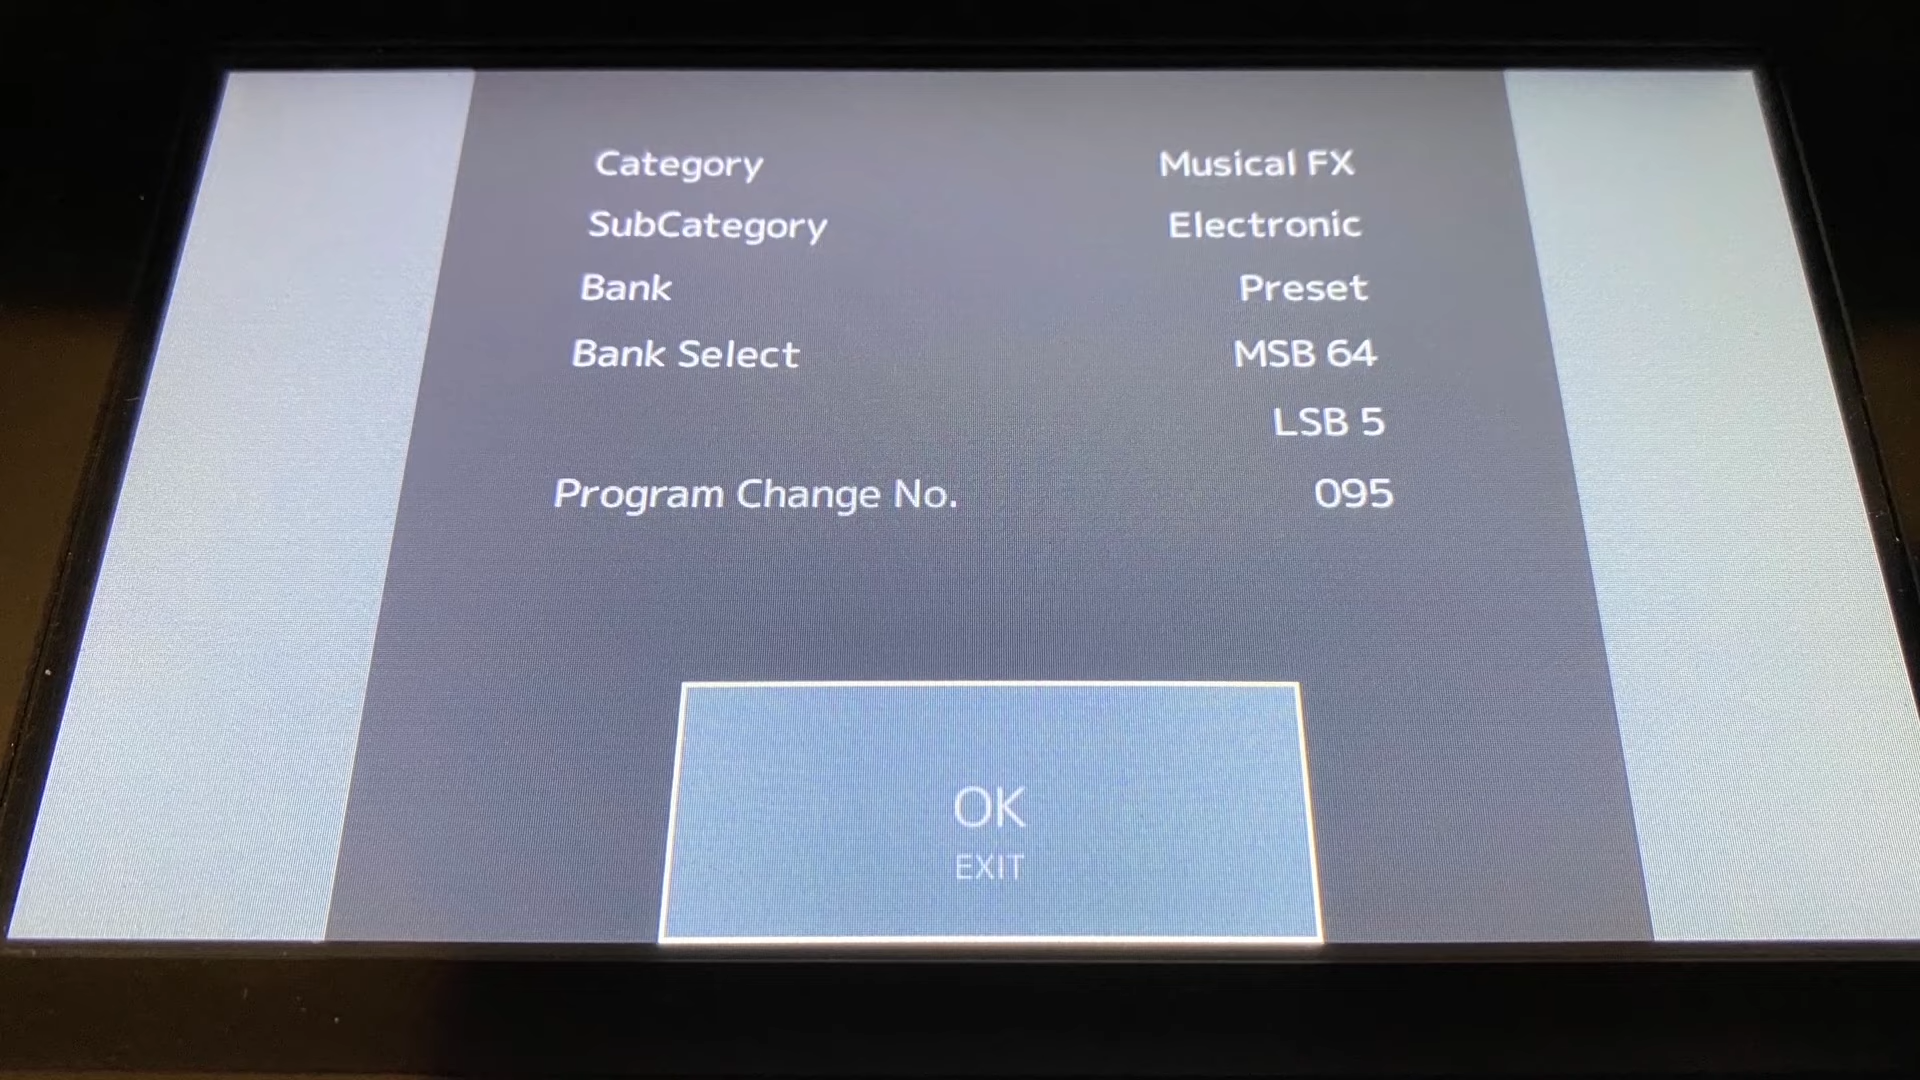 Category Musical FX
SubCategory Electronic
Bank Preset
Bank Select MSB 64
LSB 5
Program Change No. 095
OK
EXIT